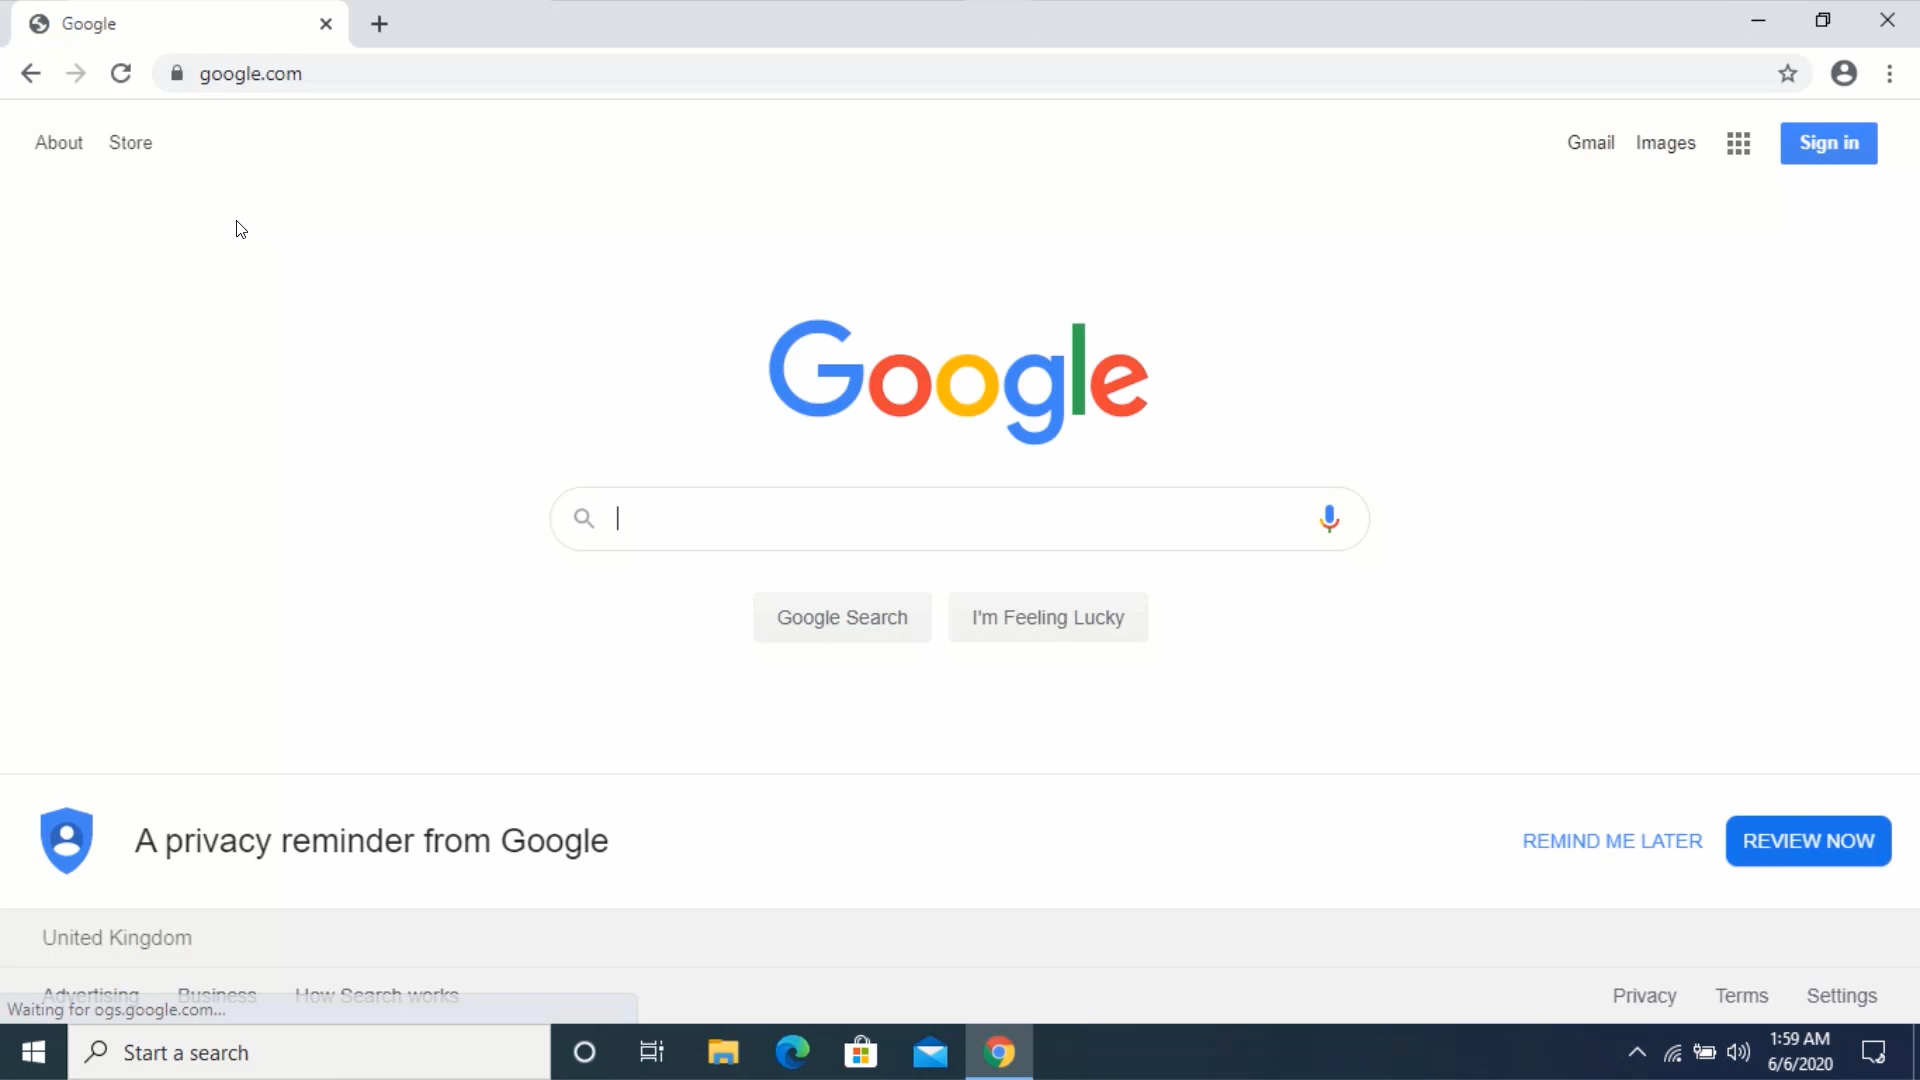 Google
google.com
About Store
Gmail Images Sign in
Google
Google Search I'm Feeling Lucky
A privacy reminder from Google
REMIND ME LATER REVIEW NOW
United Kingdom
Advertising Business How Search works
Privacy Terms Settings
Waiting for ogs.google.com...
Start a search
1:59 AM
6/6/2020